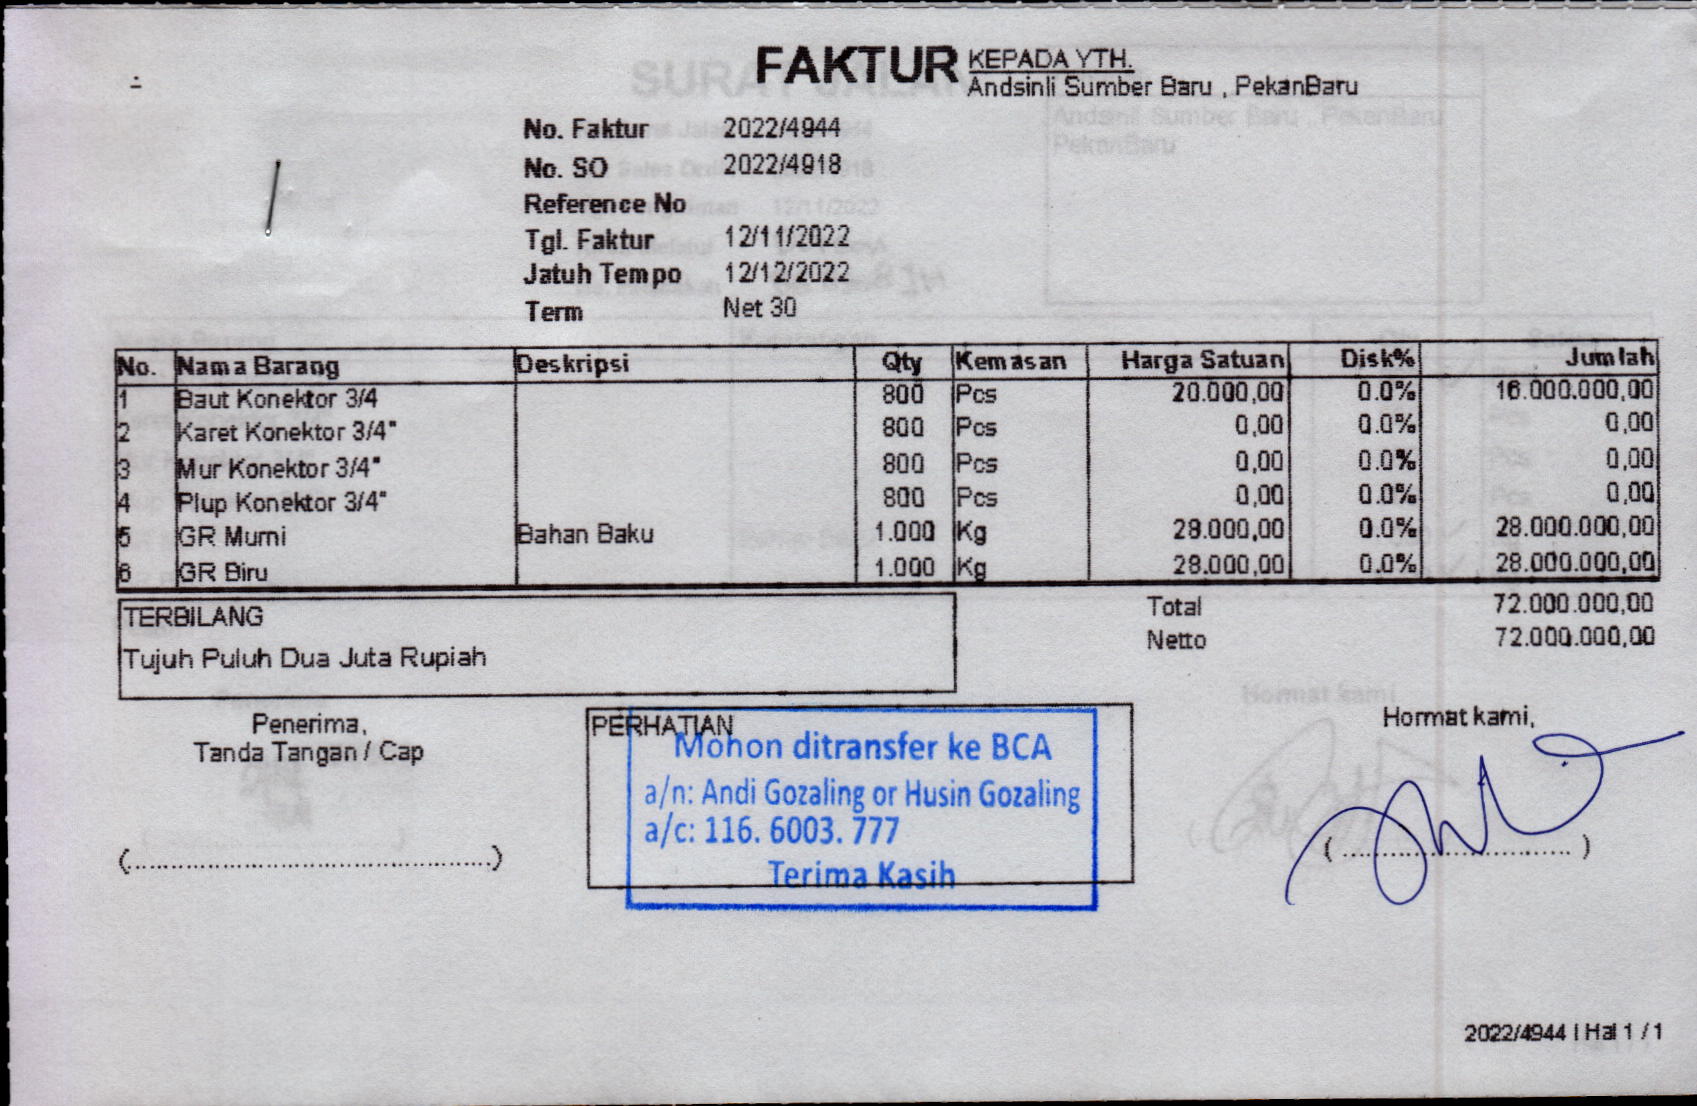 FAKTUR
KEPADA YTH.
Andsinli Sumber Baru , PekanBaru
No. Faktur 2022/4944
No. SO 2022/4918
Reference No
Tgl. Faktur 12/11/2022
Jatuh Tempo 12/12/2022
Term Net 30
No. Nama Barang Deskripsi Qty Kemasan Harga Satuan Disk% Jumlah
1 Baut Konektor 3/4 800 Pcs 20.000,00 0.0% 16.000.000,00
2 Karet Konektor 3/4" 800 Pcs 0,00 0.0% 0,00
3 Mur Konektor 3/4" 800 Pcs 0,00 0.0% 0,00
4 Plup Konektor 3/4" 800 Pcs 0,00 0.0% 0,00
5 GR Murni Bahan Baku 1.000 Kg 28.000,00 0.0% 28.000.000,00
6 GR Biru 1.000 Kg 28.000,00 0.0% 28.000.000,00
TERBILANG
Tujuh Puluh Dua Juta Rupiah
Total 72.000.000,00
Netto 72.000.000,00
Penerima,
Tanda Tangan / Cap
(..................................................)
PERHATIAN
Mohon ditransfer ke BCA
a/n: Andi Gozaling or Husin Gozaling
a/c: 116. 6003. 777
Terima Kasih
Hormat kami,
( ................................ )
2022/4944 | Hal 1 / 1